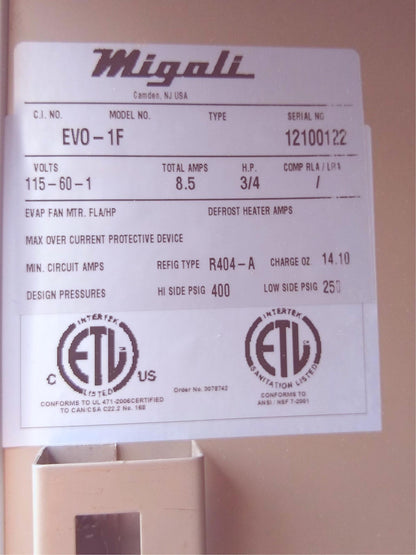 Migali
Camden, NJ USA
C.I. NO. MODEL NO. TYPE SERIAL NO
EVO-1F 12100122
VOLTS TOTAL AMPS H.P. COMP RLA / LRA
115-60-1 8.5 3/4 /
EVAP FAN MTR. FLA/HP DEFROST HEATER AMPS
MAX OVER CURRENT PROTECTIVE DEVICE
MIN. CIRCUIT AMPS REFIG TYPE R404-A CHARGE OZ 14.10
DESIGN PRESSURES HI SIDE PSIG 400 LOW SIDE PSIG 250
INTERTEK INTERTEK
ETL ETL
LISTED SANITATION LISTED
C US
Order No. 3078742
CONFORMS TO UL 471-2006CERTIFIED
TO CAN/CSA C22.2 No. 168
CONFORMS TO
ANSI / NSF 7-2001